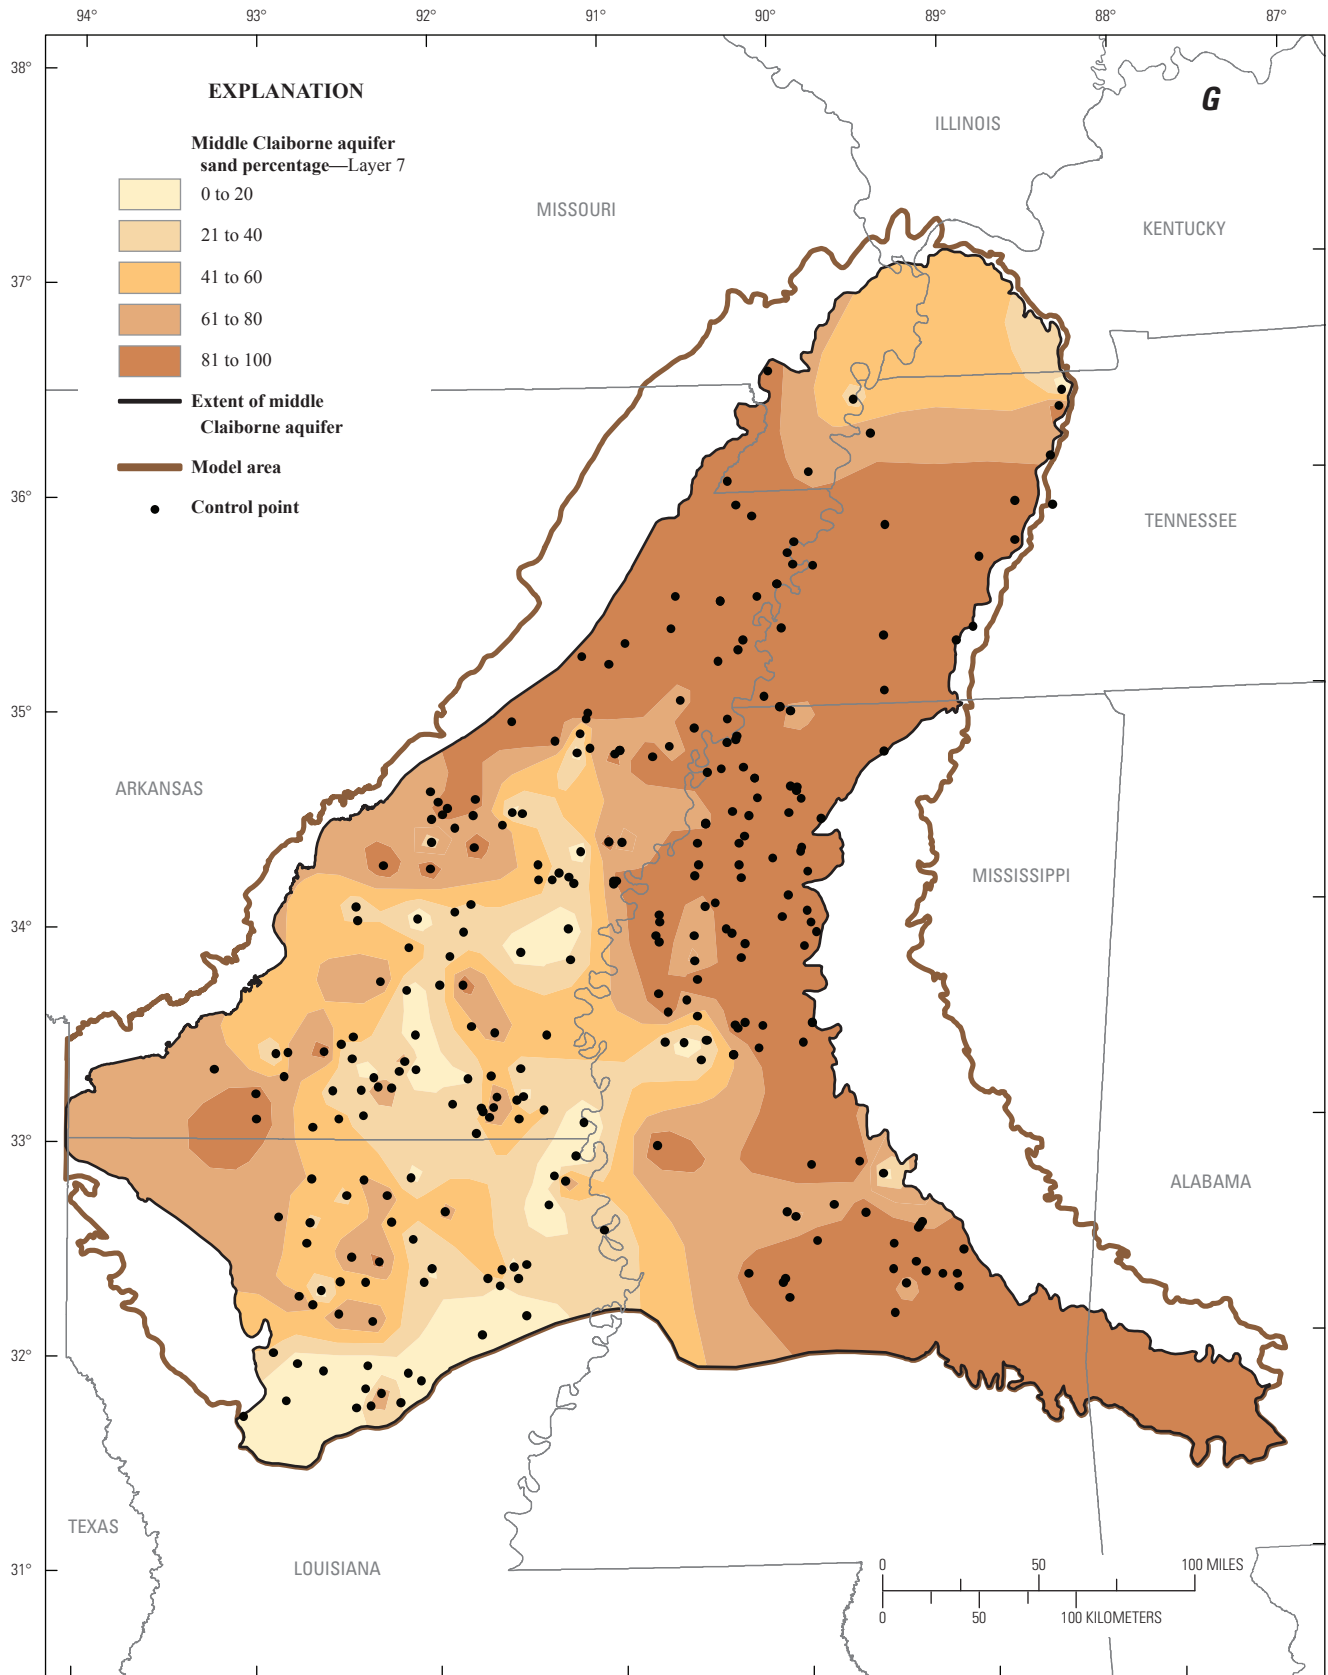 94° 93° 92° 91° 90° 89° 88° 87°
38°
37°
36°
35°
34°
33°
32°
31°
EXPLANATION
Middle Claiborne aquifer
sand percentage—Layer 7
0 to 20
21 to 40
41 to 60
61 to 80
81 to 100
Extent of middle
Claiborne aquifer
Model area
Control point
G
ILLINOIS
MISSOURI
KENTUCKY
TENNESSEE
ARKANSAS
MISSISSIPPI
ALABAMA
TEXAS
LOUISIANA
0 50 100 MILES
0 50 100 KILOMETERS